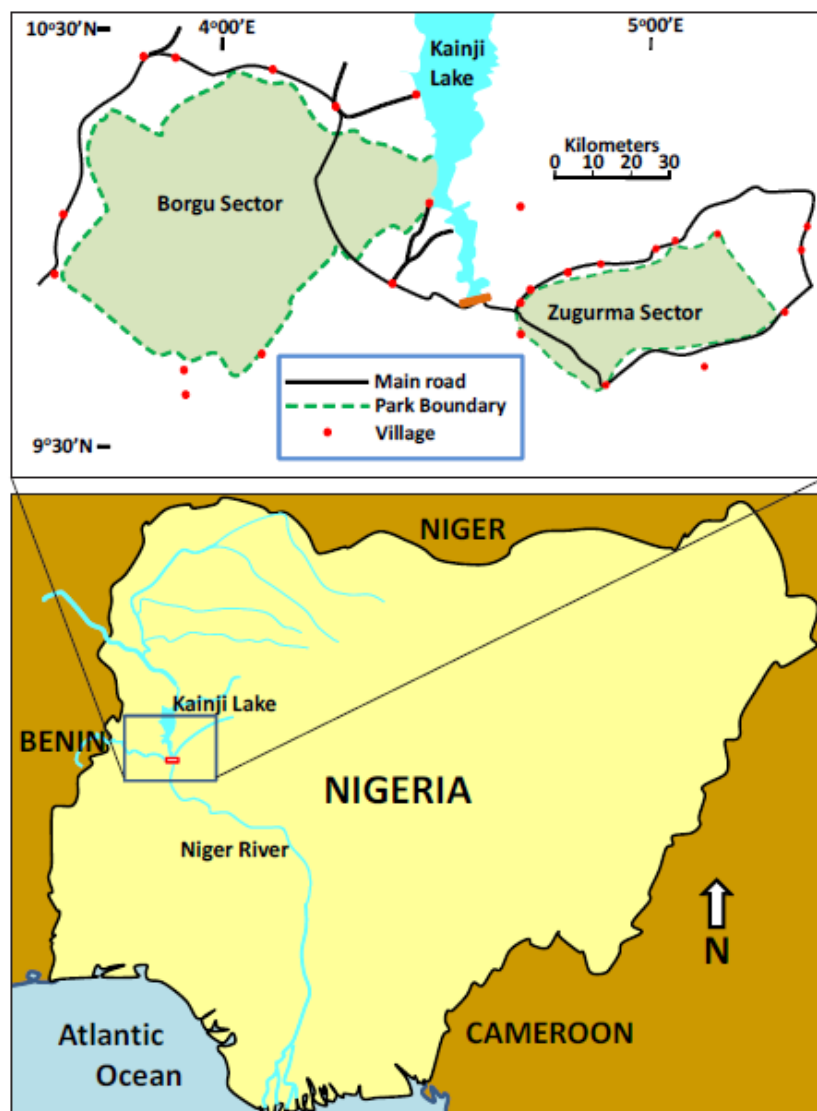 10°30'N
4°00'E
5°00'E
Kainji
Lake
Kilometers
0 10 20 30
Borgu Sector
Zugurma Sector
Main road
Park Boundary
Village
9°30'N
NIGER
Kainji Lake
BENIN
NIGERIA
Niger River
N
CAMEROON
Atlantic
Ocean